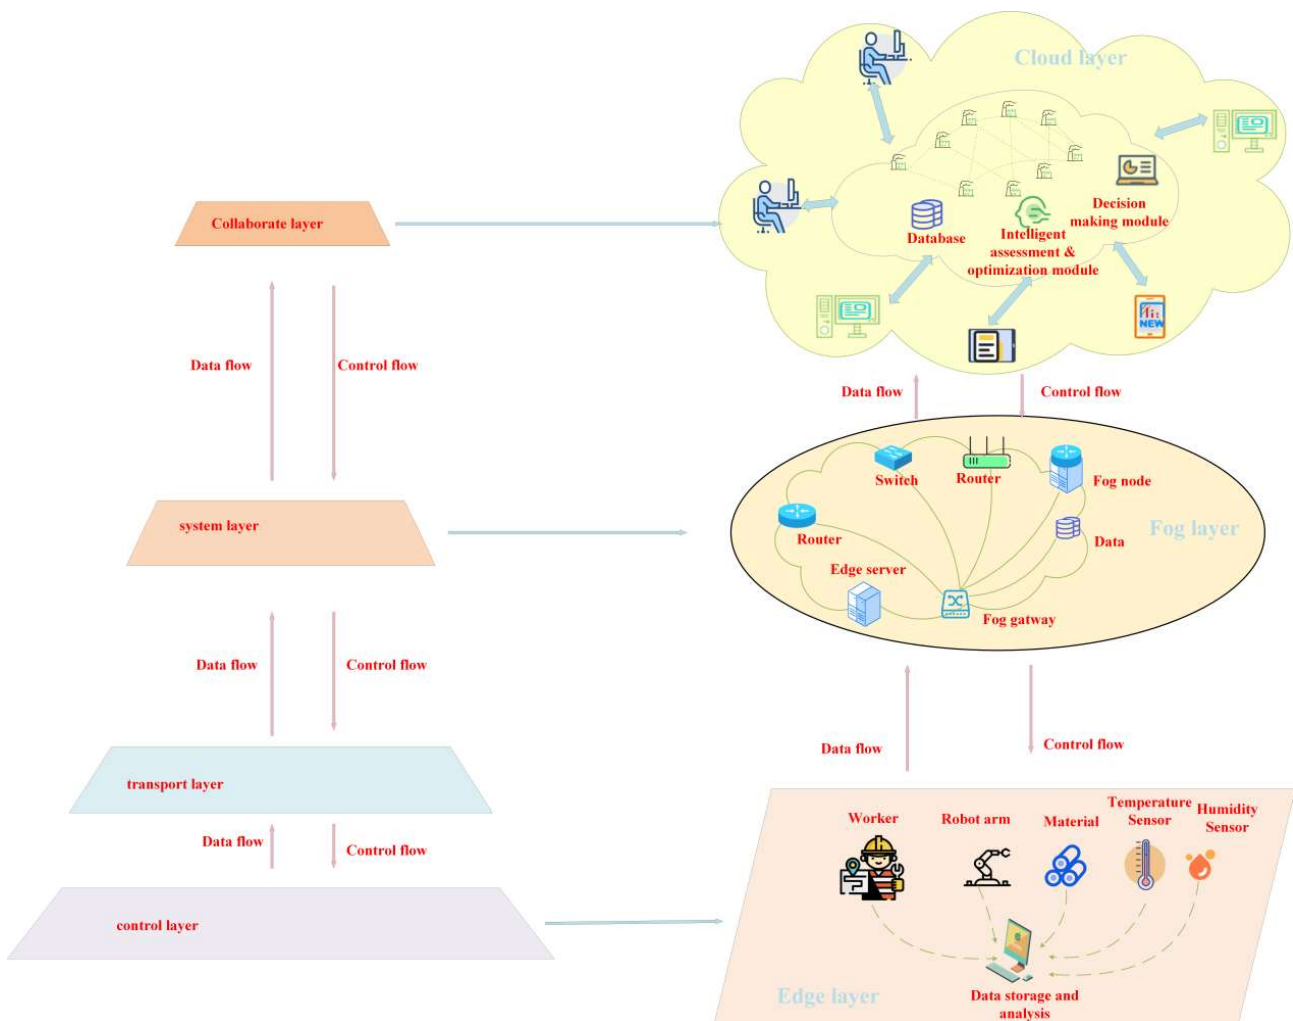 Cloud layer
Decision
making module
Collaborate layer
Database
Intelligent
assessment &
optimization module
NEW
Data flow
Control flow
Data flow
Control flow
Switch
Router
Fog node
system layer
Router
Data
Fog layer
Edge server
Fog gatway
Data flow
Control flow
Data flow
Control flow
transport layer
Data flow
Control flow
Worker
Robot arm
Material
Temperature
Sensor
Humidity
Sensor
control layer
Edge layer
Data storage and
analysis